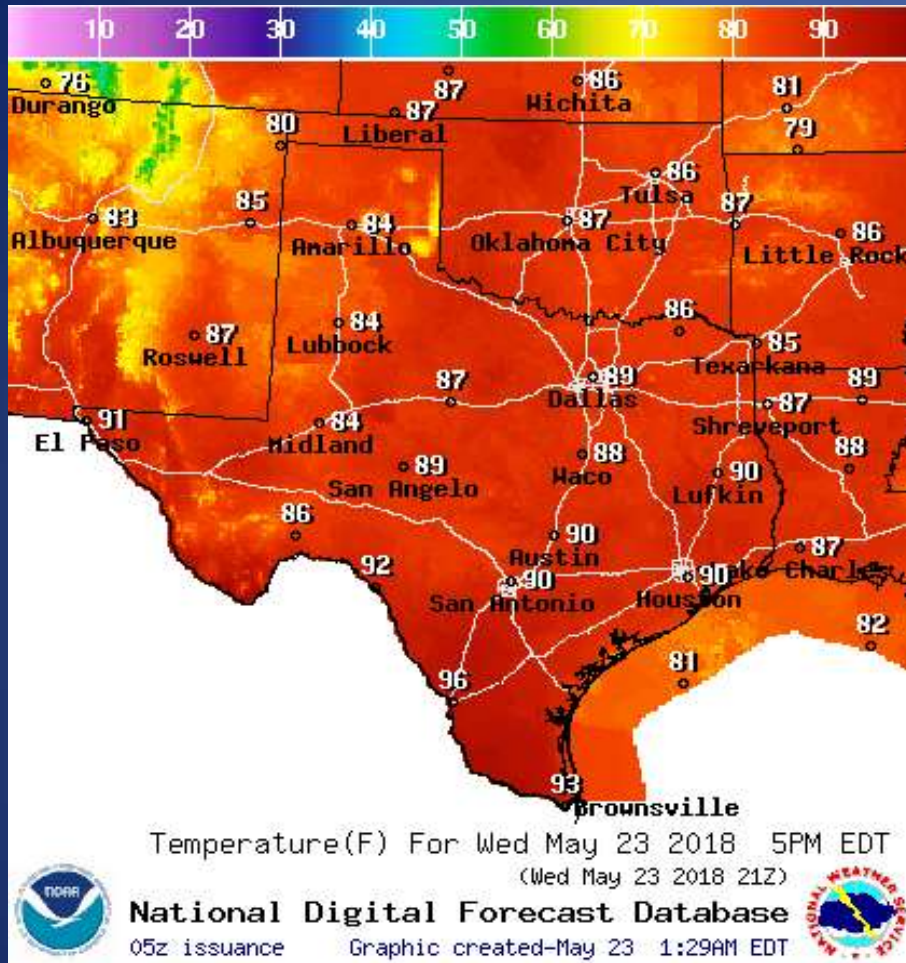 10 20 30 40 50 60 70 80 90
76 87 86 81
Durango Wichita
87
Liberal
80 79
86
Tulsa
83 85 84 87 87 86
Albuquerque Amarillo Oklahoma City Little Rock
87 84 86 85
Roswell Lubbock Texarkana
87 89 89
Dallas
91 84 87
El Paso Midland Shreveport
89 88 90 88
San Angelo Waco Lufkin
86 90 87
Austin Lake Charles
92 90 90
San Antonio Houston
82
96 81
93
Brownsville
Temperature(F) For Wed May 23 2018 5PM EDT
(Wed May 23 2018 21Z)
NOAA
National Digital Forecast Database
NATIONAL WEATHER SERVICE
05z issuance Graphic created-May 23 1:29AM EDT